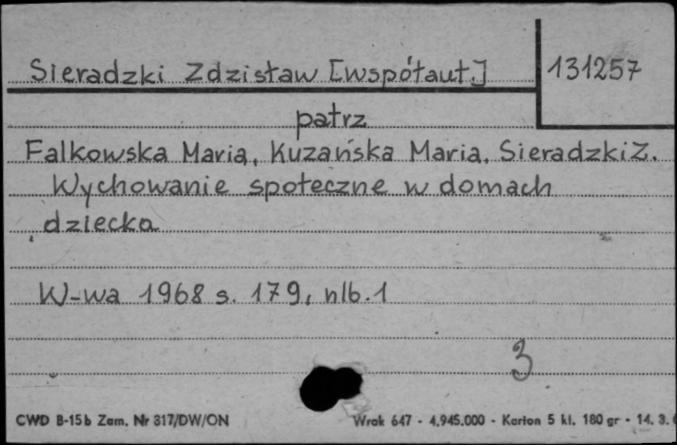 Sieradzki Zdzisław [współaut.] 131257
patrz
Falkowska Maria, Kuzańska Maria, Sieradzki Z.
Wychowanie społeczne w domach
dziecka
W-wa 1968 s. 179, nlb. 1
3
CWD B-15b Zam. Nr 317/DW/ON Wrak 647 - 4.945.000 - Karton 5 kl. 180 gr - 14. 3.